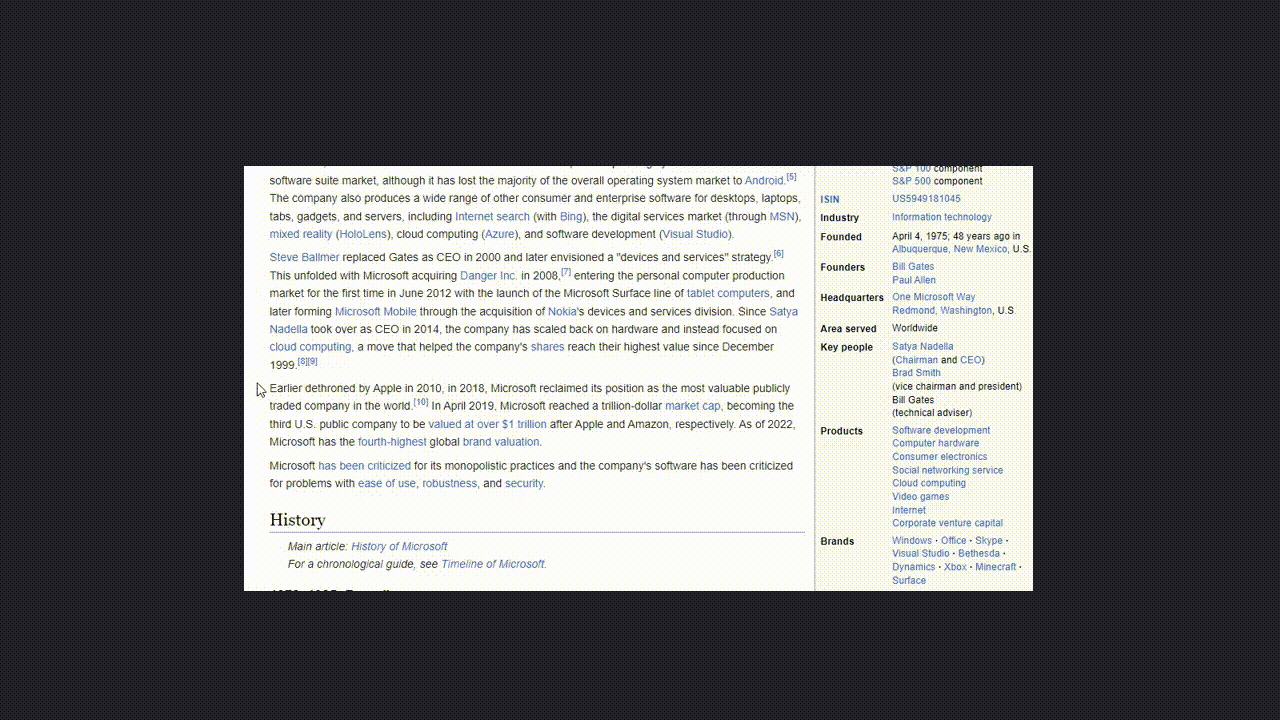 software suite market, although it has lost the majority of the overall operating system market to Android.[5]
The company also produces a wide range of other consumer and enterprise software for desktops, laptops,
tabs, gadgets, and servers, including Internet search (with Bing), the digital services market (through MSN),
mixed reality (HoloLens), cloud computing (Azure), and software development (Visual Studio).
Steve Ballmer replaced Gates as CEO in 2000 and later envisioned a "devices and services" strategy.[6]
This unfolded with Microsoft acquiring Danger Inc. in 2008,[7] entering the personal computer production
market for the first time in June 2012 with the launch of the Microsoft Surface line of tablet computers, and
later forming Microsoft Mobile through the acquisition of Nokia's devices and services division. Since Satya
Nadella took over as CEO in 2014, the company has scaled back on hardware and instead focused on
cloud computing, a move that helped the company's shares reach their highest value since December
1999.[8][9]
Earlier dethroned by Apple in 2010, in 2018, Microsoft reclaimed its position as the most valuable publicly
traded company in the world.[10] In April 2019, Microsoft reached a trillion-dollar market cap, becoming the
third U.S. public company to be valued at over $1 trillion after Apple and Amazon, respectively. As of 2022,
Microsoft has the fourth-highest global brand valuation.
Microsoft has been criticized for its monopolistic practices and the company's software has been criticized
for problems with ease of use, robustness, and security.
History
Main article: History of Microsoft
For a chronological guide, see Timeline of Microsoft.
S&P 100 component
S&P 500 component
ISIN US5949181045
Industry Information technology
Founded April 4, 1975; 48 years ago in
Albuquerque, New Mexico, U.S.
Founders Bill Gates
Paul Allen
Headquarters One Microsoft Way
Redmond, Washington, U.S.
Area served Worldwide
Key people Satya Nadella
(Chairman and CEO)
Brad Smith
(vice chairman and president)
Bill Gates
(technical adviser)
Products Software development
Computer hardware
Consumer electronics
Social networking service
Cloud computing
Video games
Internet
Corporate venture capital
Brands Windows · Office · Skype ·
Visual Studio · Bethesda ·
Dynamics · Xbox · Minecraft ·
Surface